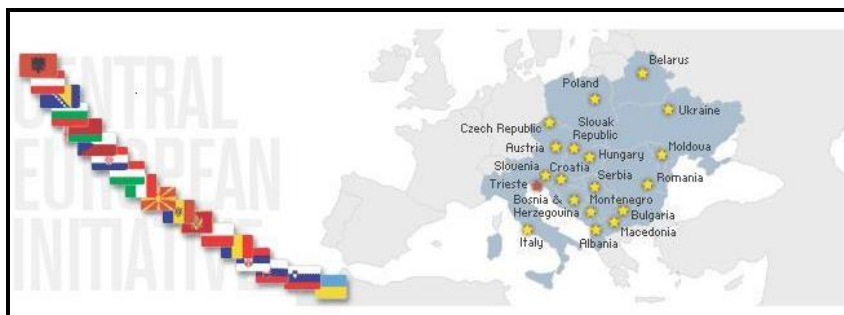 CENTRAL
EUROPEAN
INITIATIVE
Belarus
Poland
Ukraine
Czech Republic
Slovak
Republic
Moldova
Austria
Hungary
Slovenia
Croatia
Serbia
Romania
Trieste
Bosnia &
Herzegovina
Montenegro
Bulgaria
Macedonia
Italy
Albania